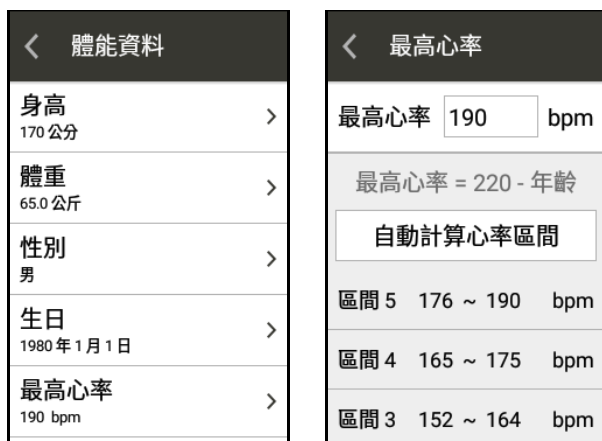 體能資料
身高
170 公分
體重
65.0 公斤
性別
男
生日
1980 年 1 月 1 日
最高心率
190 bpm
最高心率
最高心率 190 bpm
最高心率 = 220 - 年齡
自動計算心率區間
區間 5 176 ~ 190 bpm
區間 4 165 ~ 175 bpm
區間 3 152 ~ 164 bpm